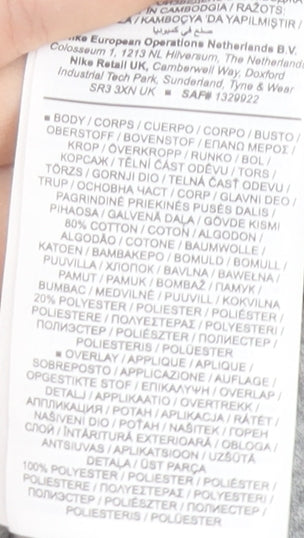 IN CAMBODGIA / RAŽOTS
/ KAMBOÇYA'DA YAPILMIŞTIR /
صنع في كمبوديا
Nike European Operations Netherlands B.V.
Colosseum 1, 1213 NL Hilversum, The Netherlands
Nike Retail UK, Camberwell Way, Doxford
Industrial Tech Park, Sunderland, Tyne & Wear
SR3 3XN UK ■ SAF# 1329922
■ BODY / CORPS / CUERPO / CORPO / BUSTO /
OBERSTOFF / BOVENSTOF / ΕΠΑΝΩ ΜΕΡΟΣ /
KROP / ÖVERKROPP / RUNKO / BOL /
КОРСАЖ / TĚLNÍ ČÁST ODĚVU / TORS /
TÖRZS / GORNJI DIO / TELNÁ ČASŤ ODEVU /
TRUP / ОСНОВНА ЧАСТ / CORP / GLAVNI DEO /
PAGRINDINĖ PRIEKINĖS PUSĖS DALIS /
PIHAOSA / GALVENĀ DAĻA / GÖVDE KISMI
80% COTTON / COTON / ALGODÓN /
ALGODÃO / COTONE / BAUMWOLLE /
KATOEN / ΒΑΜΒΑΚΕΡΟ / BOMULD / BOMULL /
PUUVILLA / ХЛОПОК / BAVLNA / BAWEŁNA /
PAMUT / PAMUK / BOMBAŽ / ПАМУК /
BUMBAC / MEDVILNĖ / PUUVILL / KOKVILNA
20% POLYESTER / POLIESTER / POLIÉSTER /
POLIESTERE / ΠΟΛΥΕΣΤΕΡΑΣ / POLYESTERI /
ПОЛИЭСТЕР / POLIÉSZTER / ПОЛИЕСТЕР /
POLIESTERIS / POLÜESTER
■ OVERLAY / APPLIQUE / APLIQUE /
SOBREPOSTO / APPLICAZIONE / AUFLAGE /
OPGESTIKTE STOF / ΕΠΙΚΑΛΥΨΗ / OVERLAP /
DETALJ / APPLIKAATIO / OVERTREKK /
АППЛИКАЦИЯ / POTAH / APLIKACJA / RÁTÉT /
NAŠIVENI DIO / POŤAH / NAŠITEK / ГОРЕН
СЛОЙ / ÎNTĂRITURĂ EXTERIOARĂ / OBLOGA /
ANTSIUVAS / APLIKATSIOON / UZŠŪTĀ
DETAĻA / ÜST PARÇA
100% POLYESTER / POLIESTER / POLIÉSTER /
POLIESTERE / ΠΟΛΥΕΣΤΕΡΑΣ / POLYESTERI /
ПОЛИЭСТЕР / POLIÉSZTER / ПОЛИЕСТЕР /
POLIESTERIS / POLÜESTER